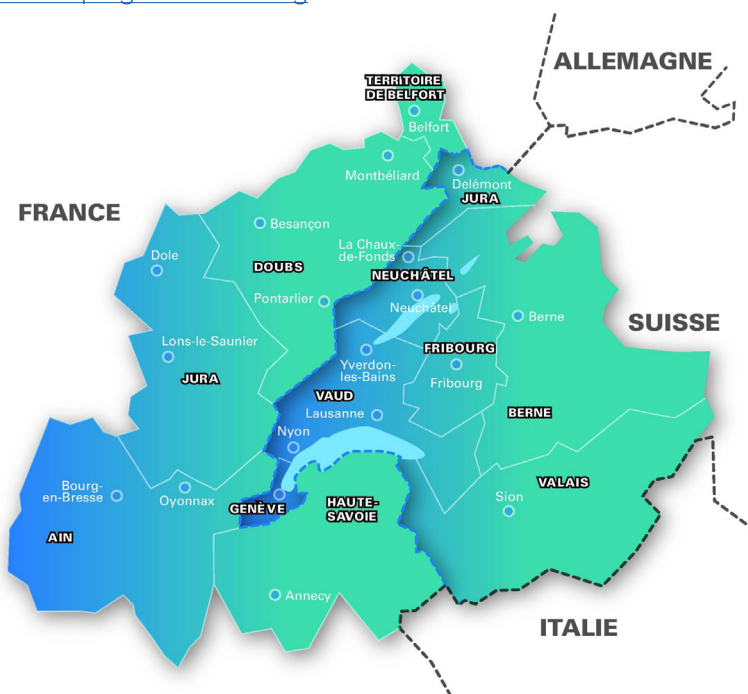 ALLEMAGNE
TERRITOIRE
DE BELFORT
Belfort
Montbéliard
Delémont
JURA
FRANCE
Besançon
La Chaux-
de-Fonds
Dole
DOUBS
NEUCHÂTEL
Pontarlier
Neuchâtel
Berne
SUISSE
Lons-le-Saunier
FRIBOURG
Yverdon-
les-Bains
JURA
Fribourg
VAUD
Lausanne
BERNE
Nyon
Bourg-
en-Bresse
Oyonnax
GENÈVE
HAUTE-
SAVOIE
VALAIS
Sion
AIN
Annecy
ITALIE